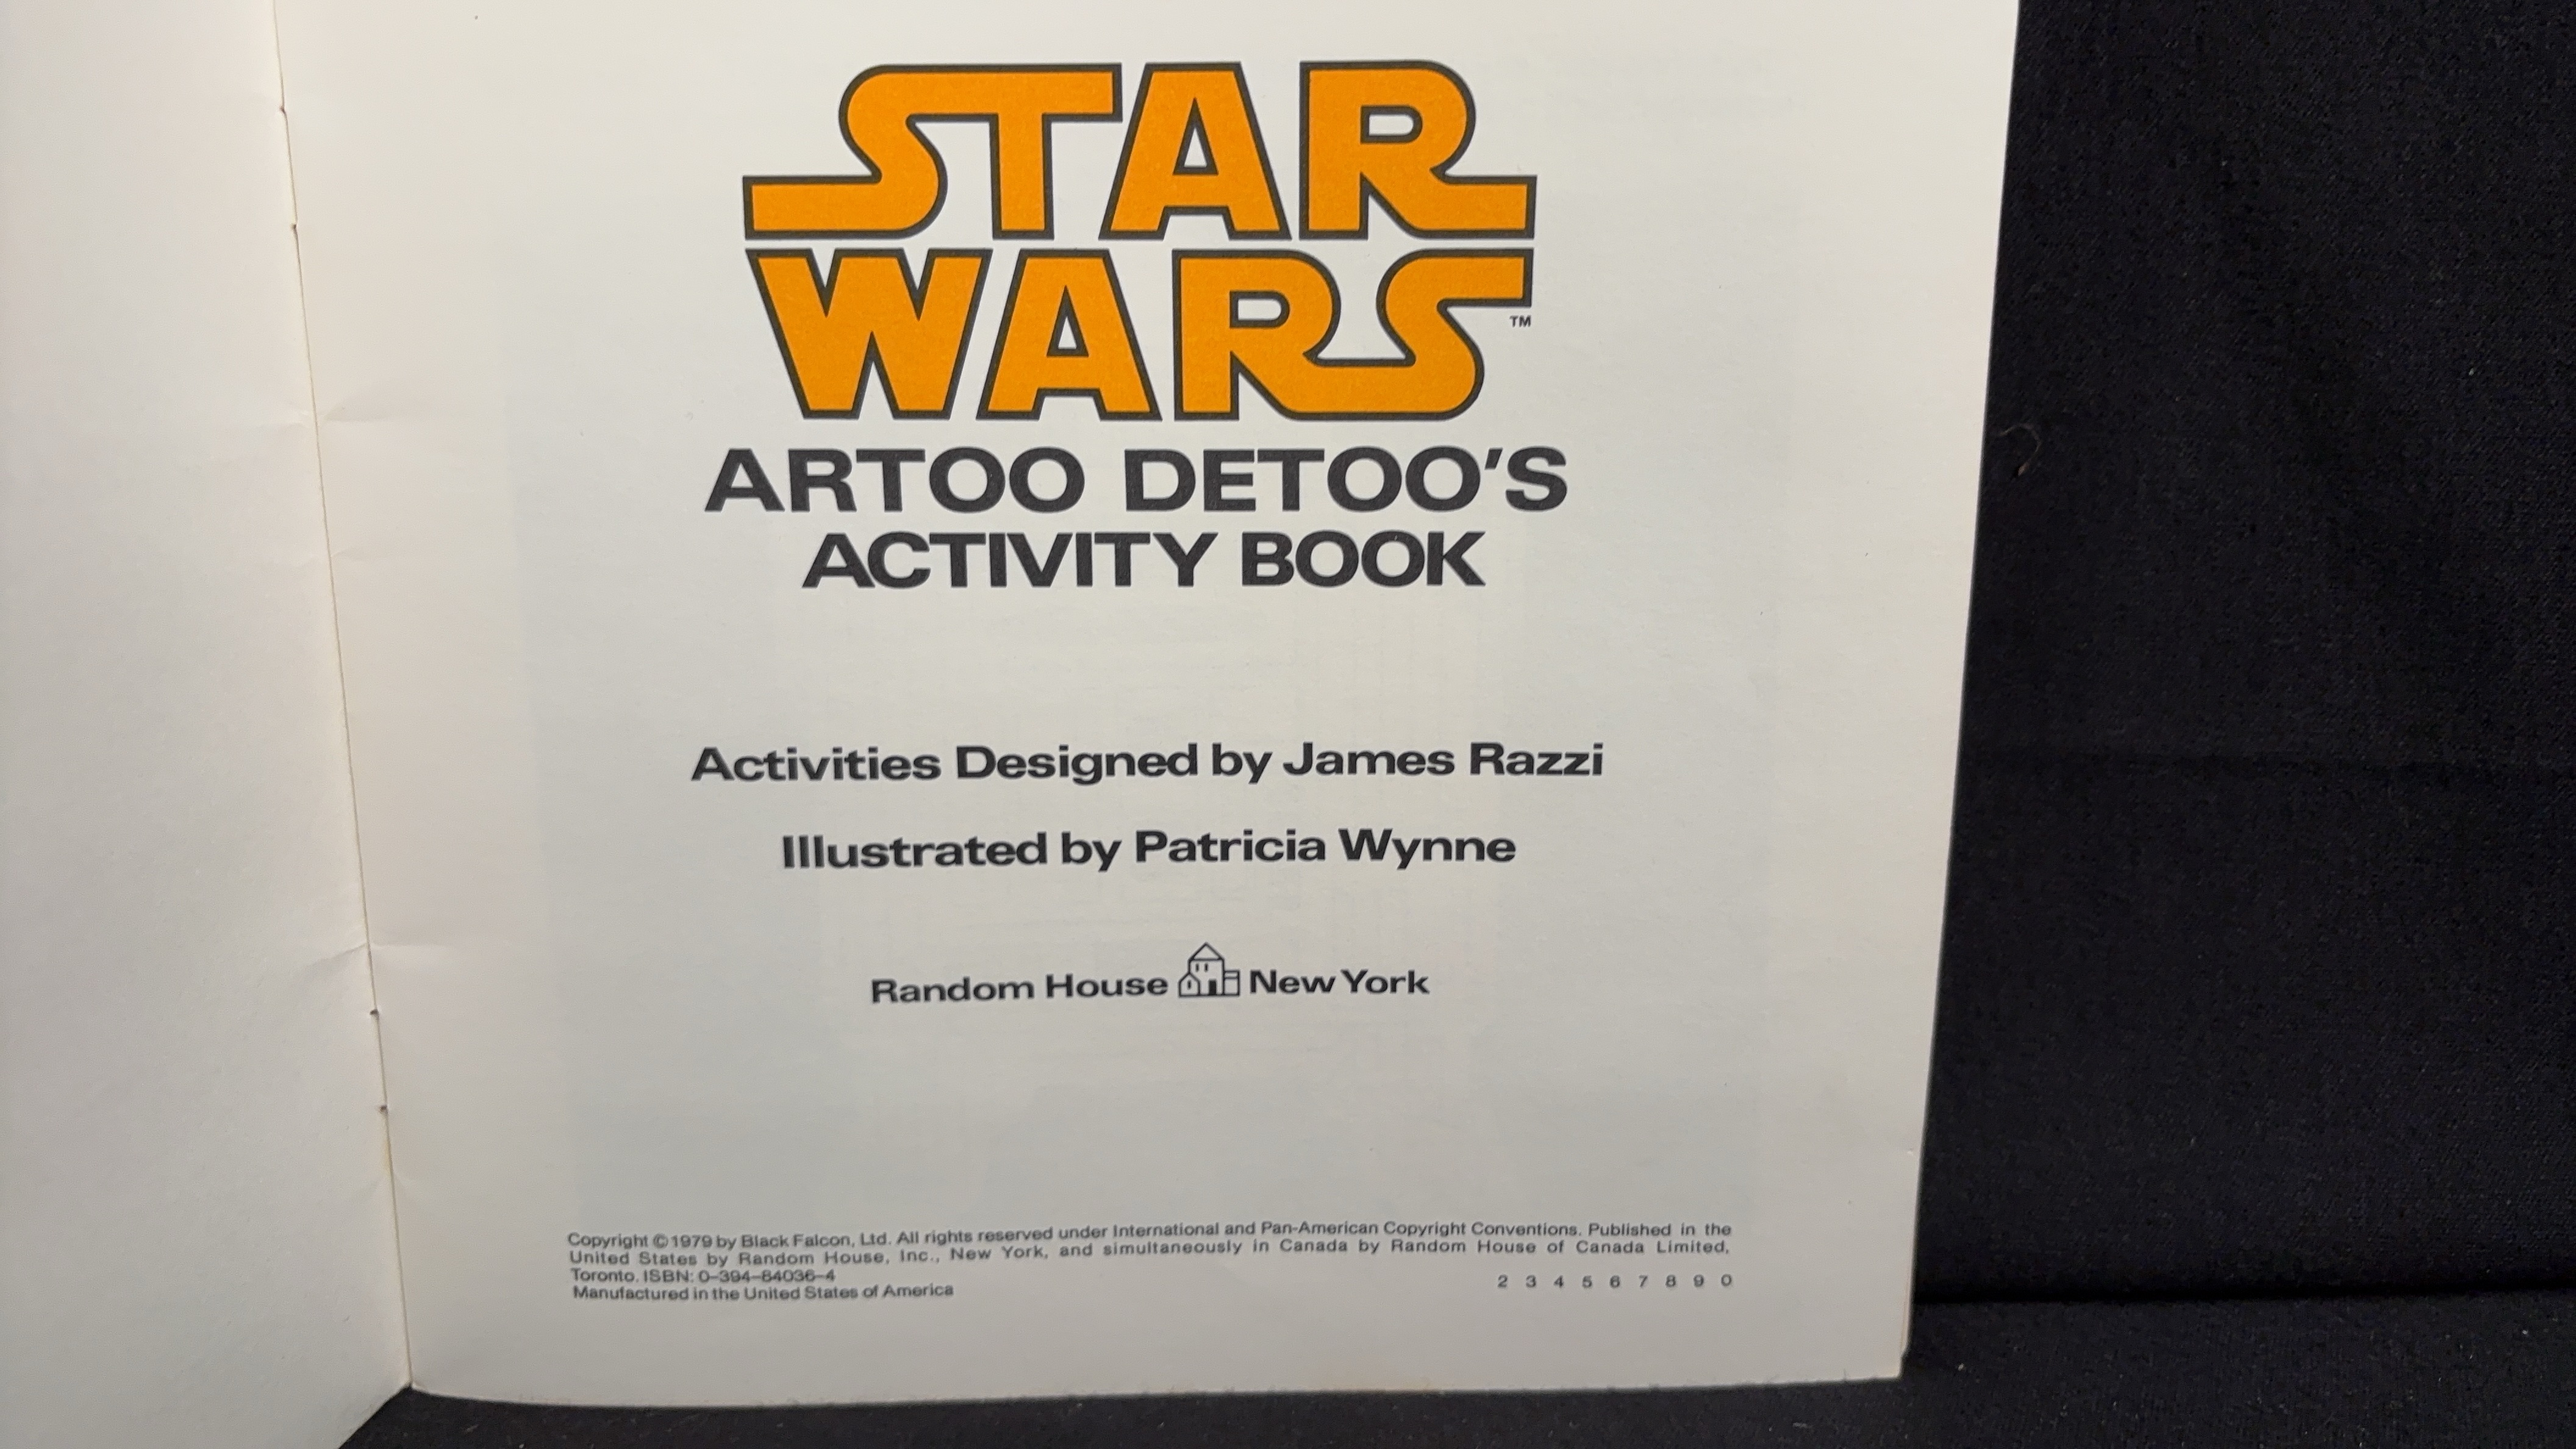 STAR
WARS
TM
ARTOO DETOO'S
ACTIVITY BOOK
Activities Designed by James Razzi
Illustrated by Patricia Wynne
Random House New York
Copyright © 1979 by Black Falcon, Ltd. All rights reserved under International and Pan-American Copyright Conventions. Published in the
United States by Random House, Inc., New York, and simultaneously in Canada by Random House of Canada Limited,
Toronto. ISBN: 0–394–84036–4
2 3 4 5 6 7 8 9 0
Manufactured in the United States of America